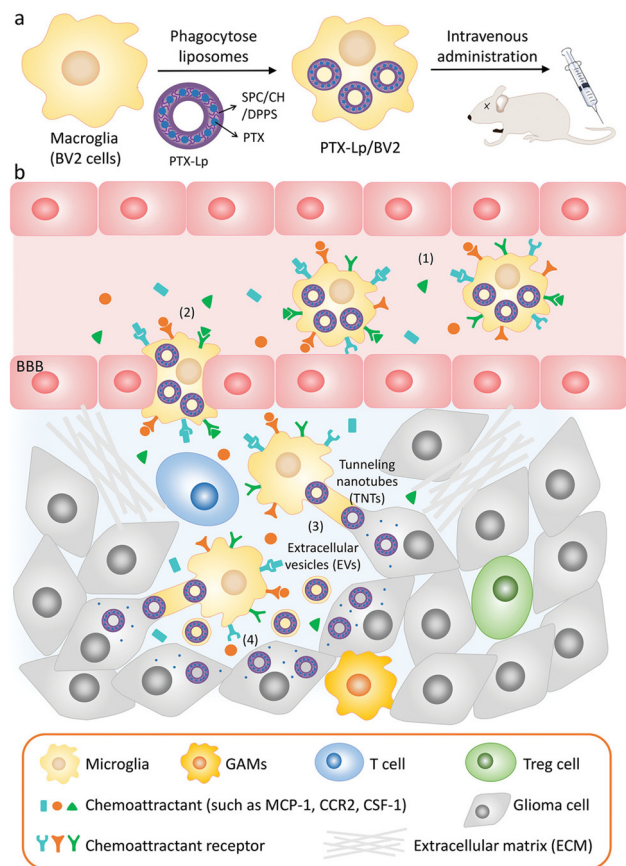 a
Phagocytose
liposomes
Intravenous
administration
SPC/CH
/DPPS
PTX
Macroglia
(BV2 cells)
PTX-Lp
PTX-Lp/BV2
x
b
(1)
(2)
BBB
Tunneling
nanotubes
(TNTs)
(3)
Extracellular
vesicles (EVs)
(4)
Microglia
GAMs
T cell
Treg cell
Chemoattractant (such as MCP-1, CCR2, CSF-1)
Glioma cell
Chemoattractant receptor
Extracellular matrix (ECM)